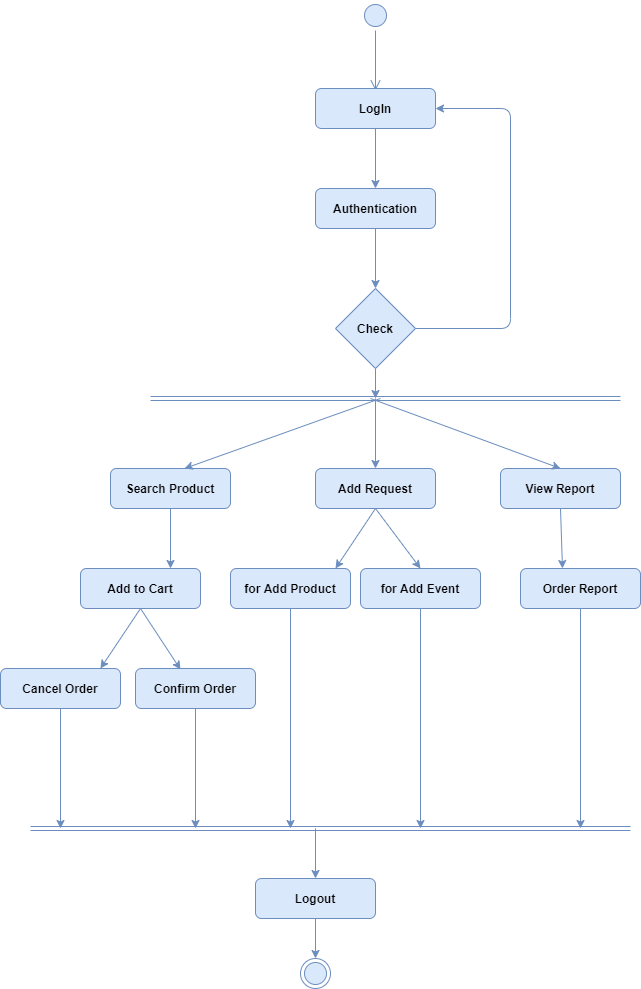 LogIn
Authentication
Check
Search Product
Add Request
View Report
Add to Cart
for Add Product
for Add Event
Order Report
Cancel Order
Confirm Order
Logout